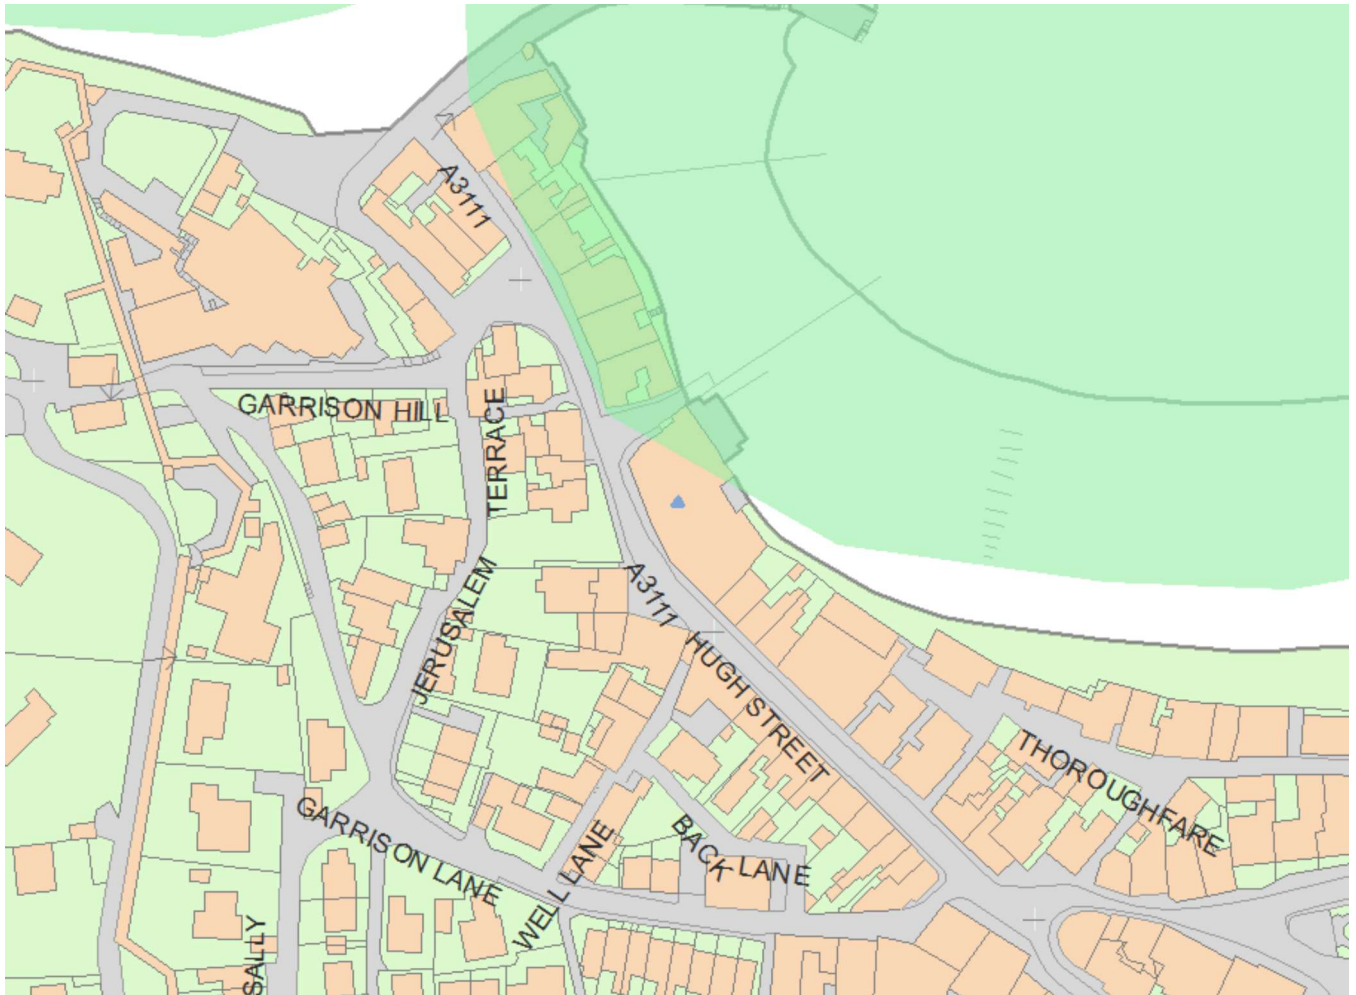 A3111
GARRISON HILL
TERRACE
JERUSALEM
A3111
HUGH STREET
THOROUGHFARE
GARRISON LANE
BACK LANE
WELL LANE
SALLY